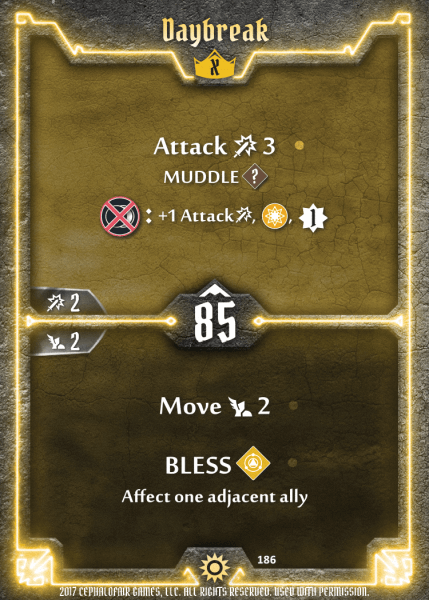 Daybreak
X
Attack 3
MUDDLE ?
: +1 Attack, , 1
2
85
2
Move 2
BLESS
Affect one adjacent ally
186
2017 CEPHALOFAIR GAMES, LLC. ALL RIGHTS RESERVED. USED WITH PERMISSION.